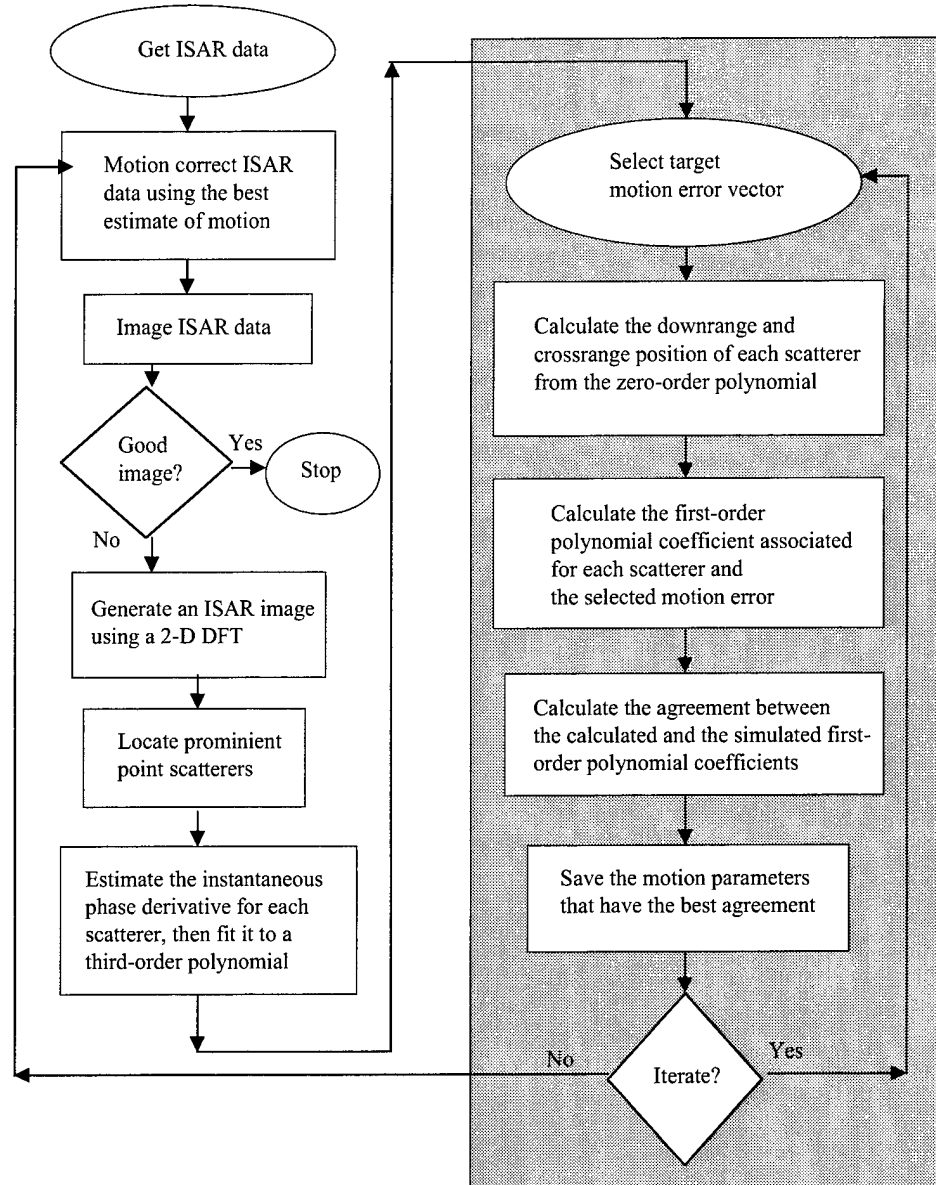 Get ISAR data
Motion correct ISAR
data using the best
estimate of motion
Image ISAR data
Good
image?
Yes
Stop
No
Generate an ISAR image
using a 2-D DFT
Locate prominient
point scatterers
Estimate the instantaneous
phase derivative for each
scatterer, then fit it to a
third-order polynomial
Select target
motion error vector
Calculate the downrange and
crossrange position of each scatterer
from the zero-order polynomial
Calculate the first-order
polynomial coefficient associated
for each scatterer and
the selected motion error
Calculate the agreement between
the calculated and the simulated first-
order polynomial coefficients
Save the motion parameters
that have the best agreement
No
Iterate?
Yes